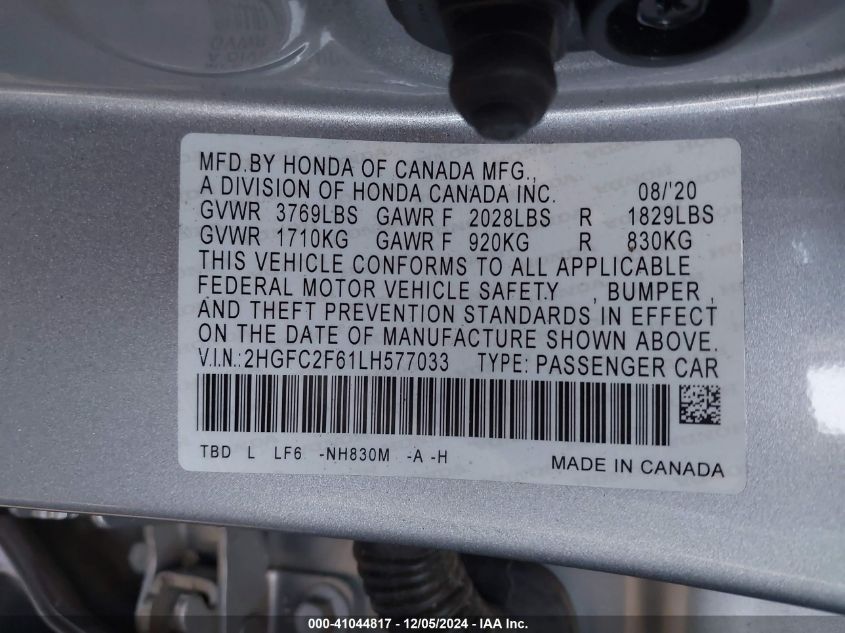 MFD.BY HONDA OF CANADA MFG.,
A DIVISION OF HONDA CANADA INC. 08/'20
GVWR 3769LBS GAWR F 2028LBS R 1829LBS
GVWR 1710KG GAWR F 920KG R 830KG
THIS VEHICLE CONFORMS TO ALL APPLICABLE
FEDERAL MOTOR VEHICLE SAFETY , BUMPER ,
AND THEFT PREVENTION STANDARDS IN EFFECT
ON THE DATE OF MANUFACTURE SHOWN ABOVE.
V.I.N.:2HGFC2F61LH577033 TYPE: PASSENGER CAR
TBD L LF6 -NH830M -A -H
MADE IN CANADA
000-41044817 - 12/05/2024 - IAA Inc.